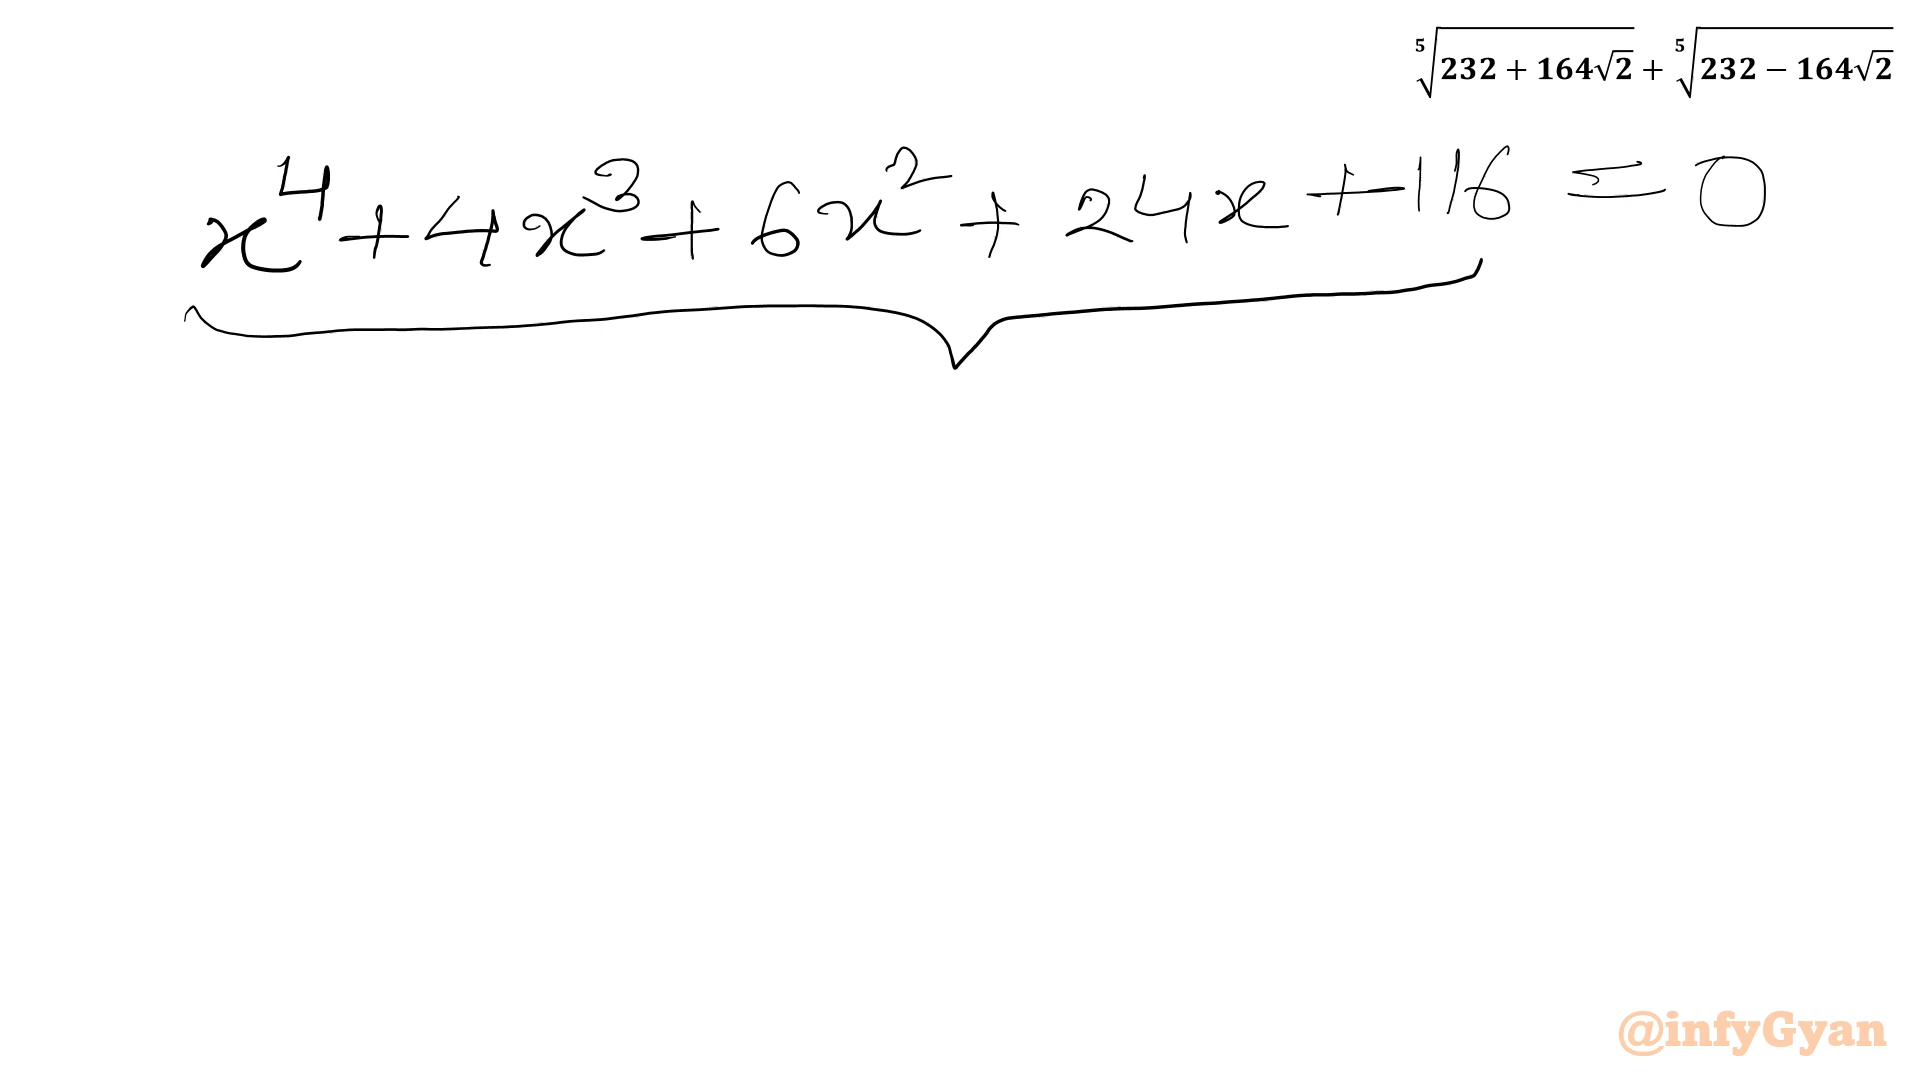 ⁵√(232 + 164√2) + ⁵√(232 − 164√2)
x⁴ + 4x³ + 6x² + 24x + 116 = 0
@infyGyan